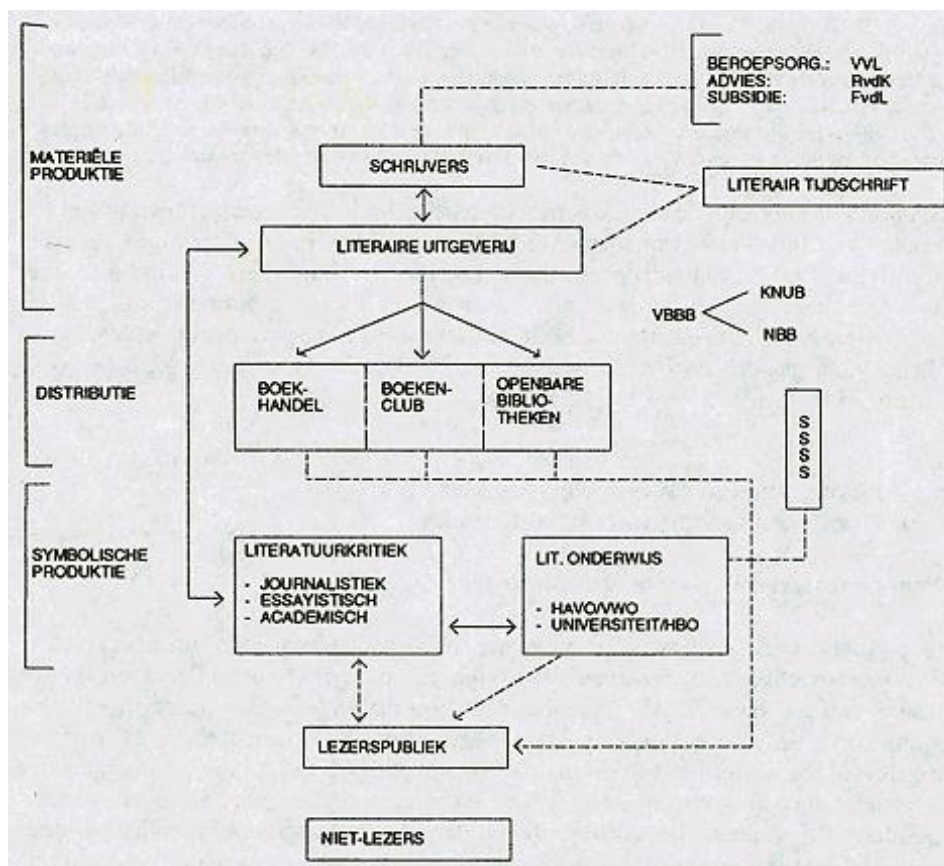 BEROEPSORG.: VVL
ADVIES: RvdK
SUBSIDIE: FvdL
MATERIËLE
PRODUKTIE
SCHRIJVERS
LITERAIR TIJDSCHRIFT
LITERAIRE UITGEVERIJ
KNUB
VBBB
NBB
DISTRIBUTIE
BOEK-
HANDEL
BOEKEN-
CLUB
OPENBARE
BIBLIO-
THEKEN
S
S
S
S
SYMBOLISCHE
PRODUKTIE
LITERATUURKRITIEK
- JOURNALISTIEK
- ESSAYISTISCH
- ACADEMISCH
LIT. ONDERWIJS
- HAVO/VWO
- UNIVERSITEIT/HBO
LEZERSPUBLIEK
NIET-LEZERS